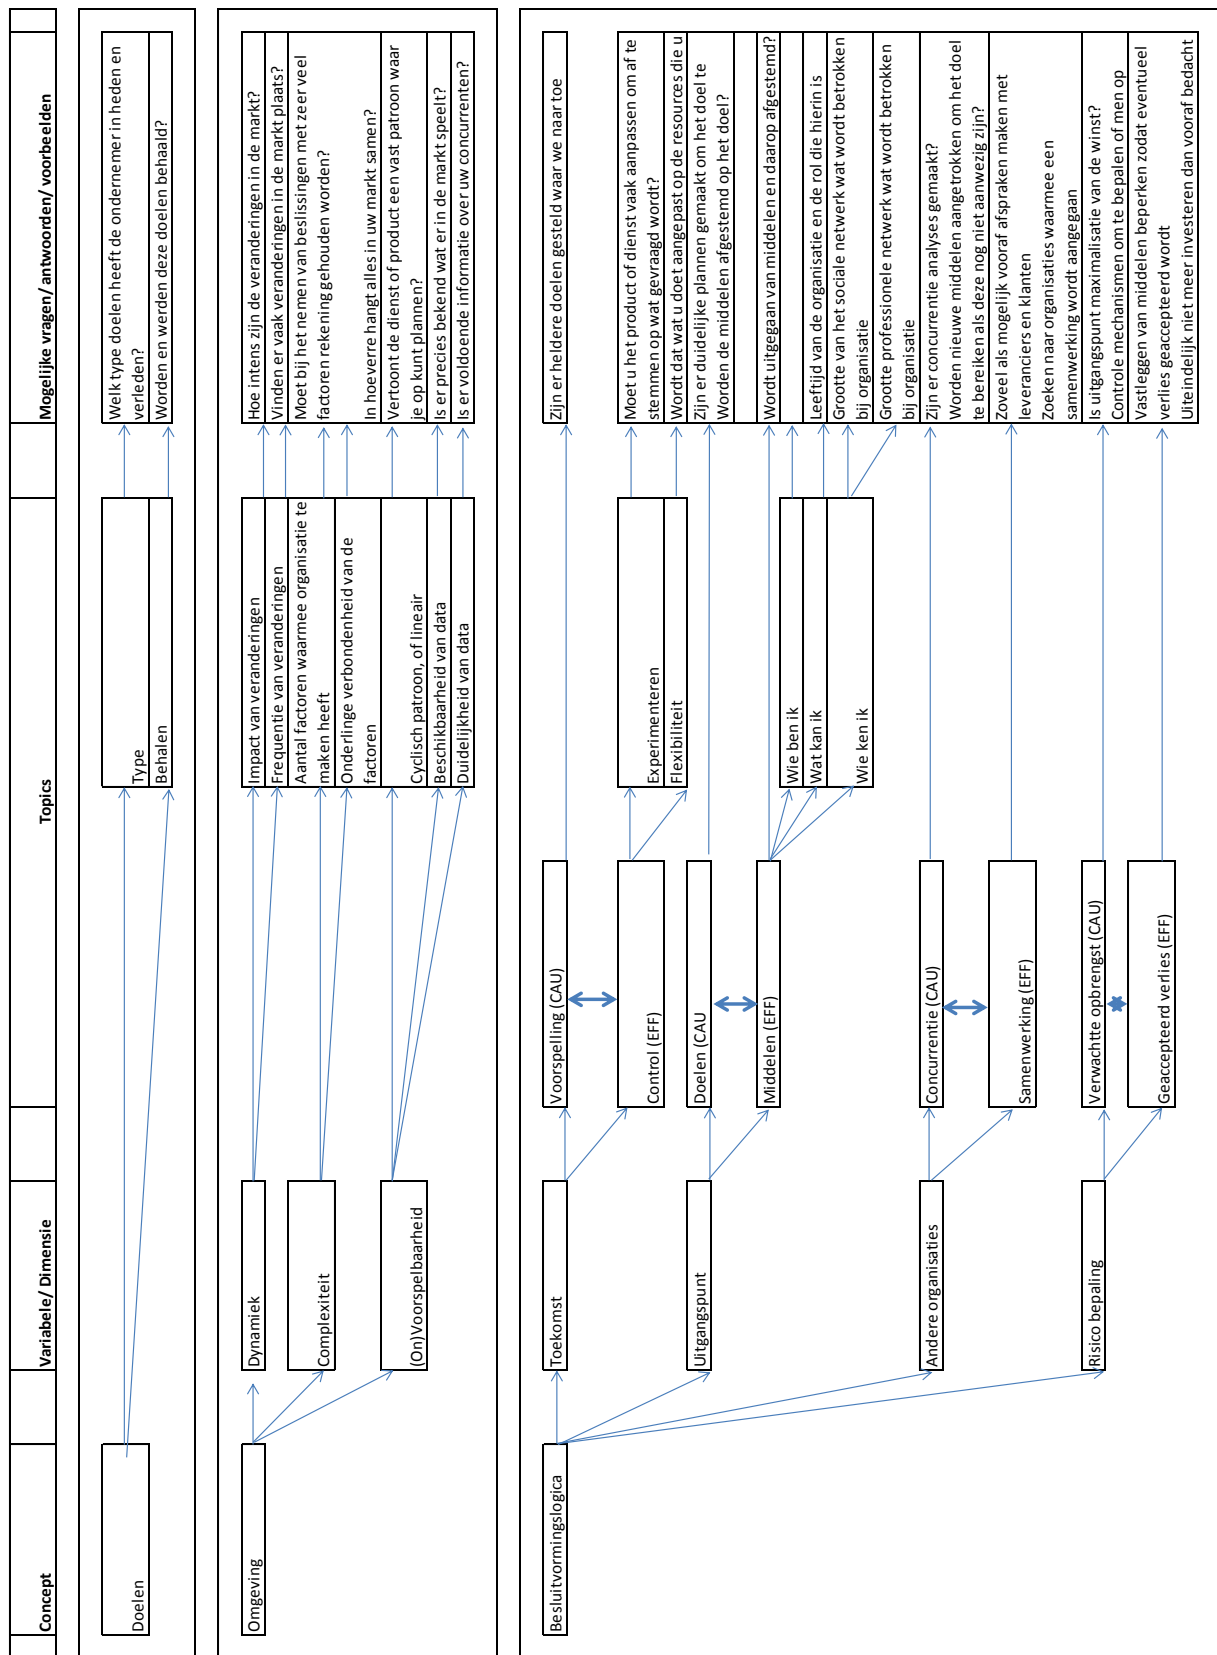 Concept
Variabele/ Dimensie
Topics
Mogelijke vragen/ antwoorden/ voorbeelden
Doelen
Type
Behalen
Welk type doelen heeft de ondernemer in heden en
verleden?
Worden en werden deze doelen behaald?
Omgeving
Dynamiek
Complexiteit
(On)Voorspelbaarheid
Impact van veranderingen
Frequentie van veranderingen
Aantal factoren waarmee organisatie te
maken heeft
Onderlinge verbondenheid van de
factoren
Cyclisch patroon, of lineair
Beschikbaarheid van data
Duidelijkheid van data
Hoe intens zijn de veranderingen in de markt?
Vinden er vaak veranderingen in de markt plaats?
Moet bij het nemen van beslissingen met zeer veel
factoren rekening gehouden worden?
In hoeverre hangt alles in uw markt samen?
Vertoont de dienst of product een vast patroon waar
je op kunt plannen?
Is er precies bekend wat er in de markt speelt?
Is er voldoende informatie over uw concurrenten?
Besluitvormingslogica
Toekomst
Uitgangspunt
Andere organisaties
Risico bepaling
Voorspelling (CAU)
Control (EFF)
Doelen (CAU
Middelen (EFF)
Concurrentie (CAU)
Samenwerking (EFF)
Verwachtte opbrengst (CAU)
Geaccepteerd verlies (EFF)
Experimenteren
Flexibiliteit
Wie ben ik
Wat kan ik
Wie ken ik
Zijn er heldere doelen gesteld waar we naar toe
Moet u het product of dienst vaak aanpassen om af te
stemmen op wat gevraagd wordt?
Wordt dat wat u doet aangepast op de resources die u
Zijn er duidelijke plannen gemaakt om het doel te
Worden de middelen afgestemd op het doel?
Wordt uitgegaan van middelen en daarop afgestemd?
Leeftijd van de organisatie en de rol die hierin is
Grootte van het sociale netwerk wat wordt betrokken
bij organisatie
Grootte professionele netwerk wat wordt betrokken
bij organisatie
Zijn er concurrentie analyses gemaakt?
Worden nieuwe middelen aangetrokken om het doel
te bereiken als deze nog niet aanwezig zijn?
Zoveel als mogelijk vooraf afspraken maken met
leveranciers en klanten
Zoeken naar organisaties waarmee een
samenwerking wordt aangegaan
Is uitgangspunt maximalisatie van de winst?
Controle mechanismen om te bepalen of men op
Vastleggen van middelen beperken zodat eventueel
verlies geaccepteerd wordt
Uiteindelijk niet meer investeren dan vooraf bedacht